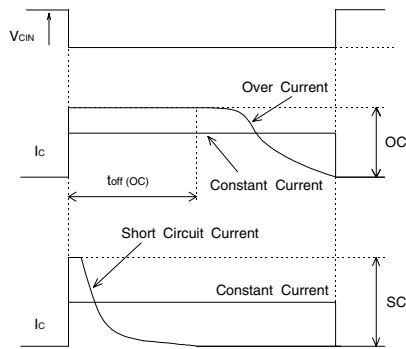 VCIN
Over Current
OC
IC
toff (OC)
Constant Current
Short Circuit Current
Constant Current
SC
IC